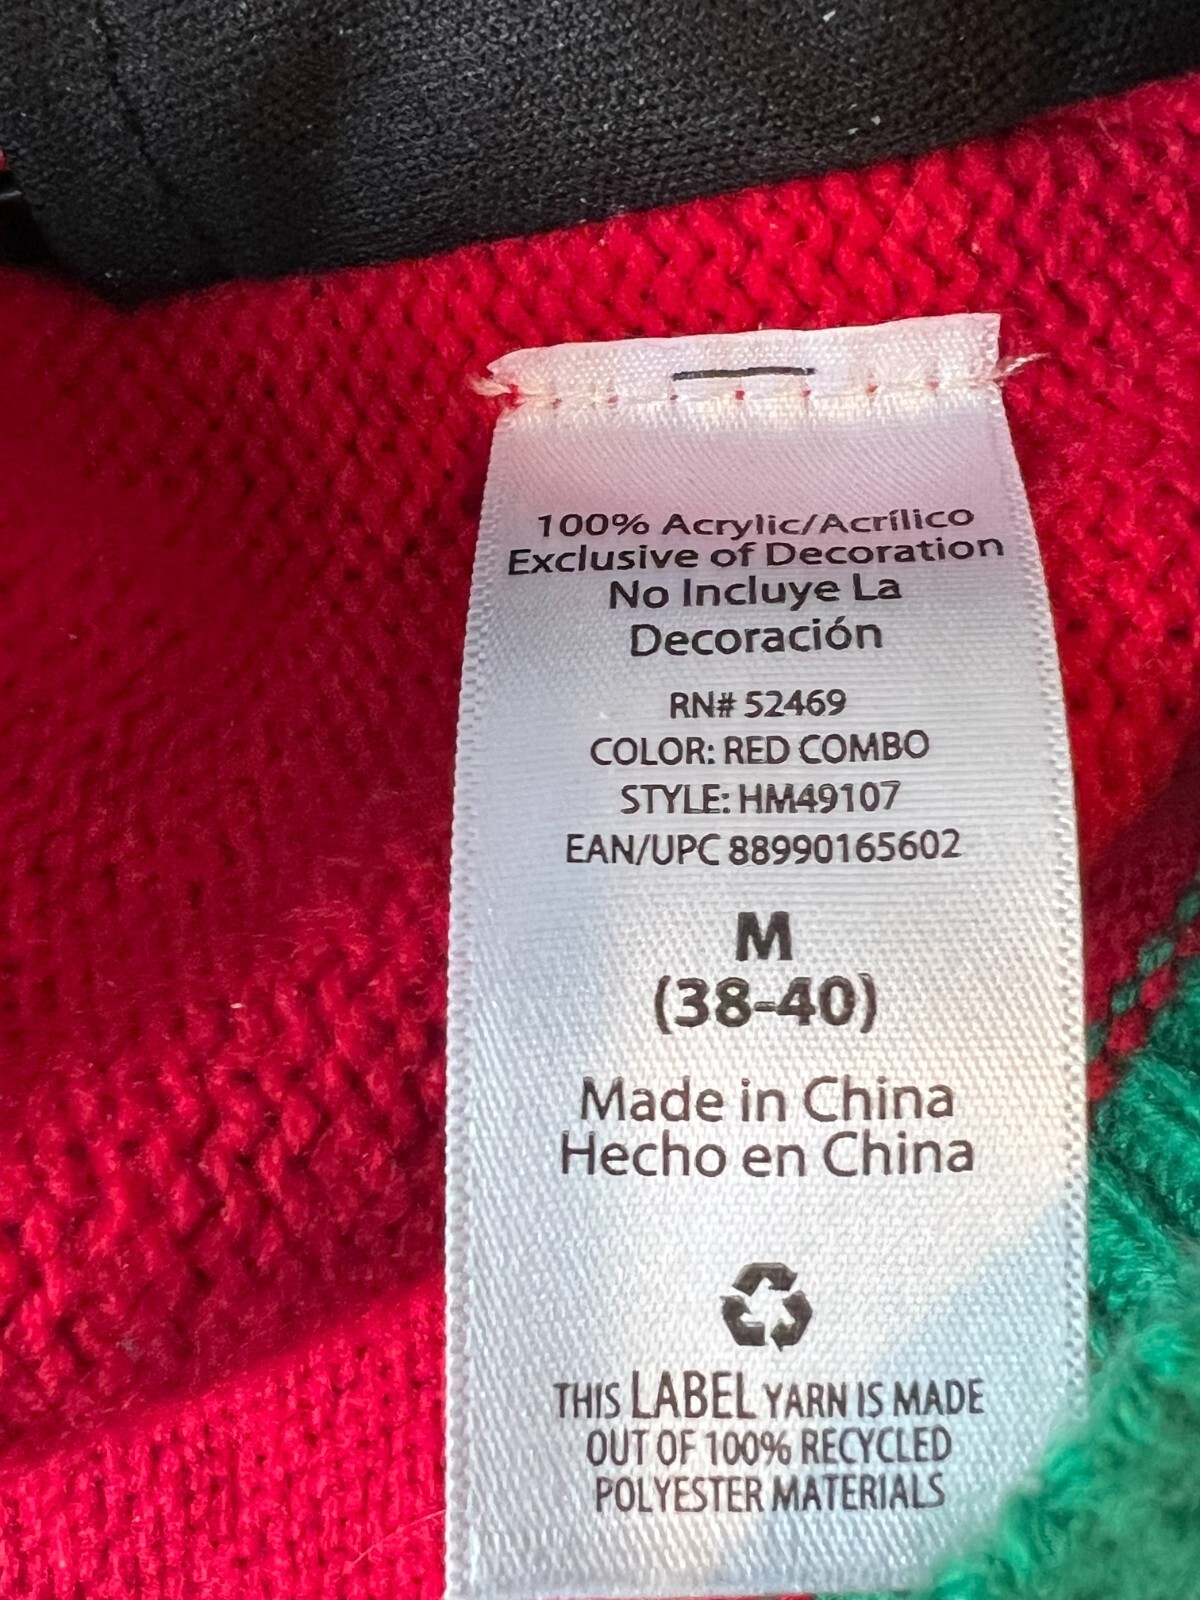 100% Acrylic/Acrílico
Exclusive of Decoration
No Incluye La
Decoración
RN# 52469
COLOR: RED COMBO
STYLE: HM49107
EAN/UPC 88990165602
M
(38-40)
Made in China
Hecho en China
THIS LABEL YARN IS MADE
OUT OF 100% RECYCLED
POLYESTER MATERIALS